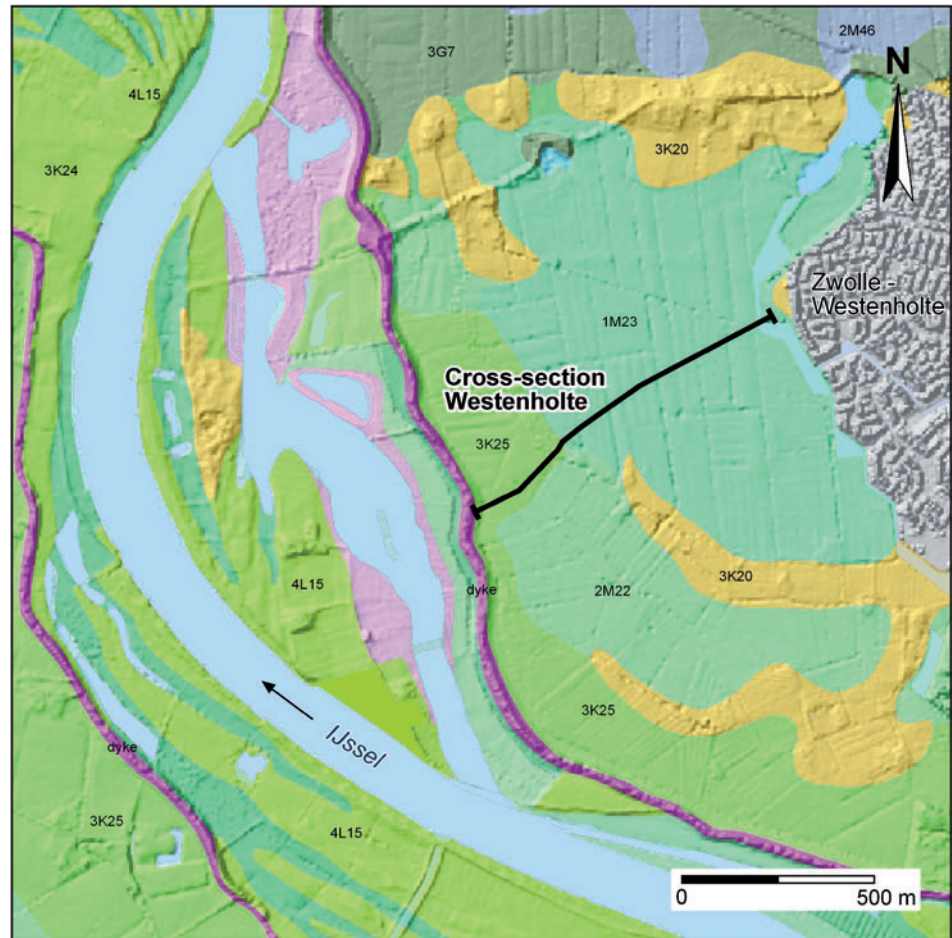 3G7
2M46
4L15
N
3K20
3K24
Zwolle -
Westenholte
1M23
Cross-section
Westenholte
3K25
3K20
4L15
2M22
dyke
3K25
IJssel
dyke
3K25
4L15
0 500 m